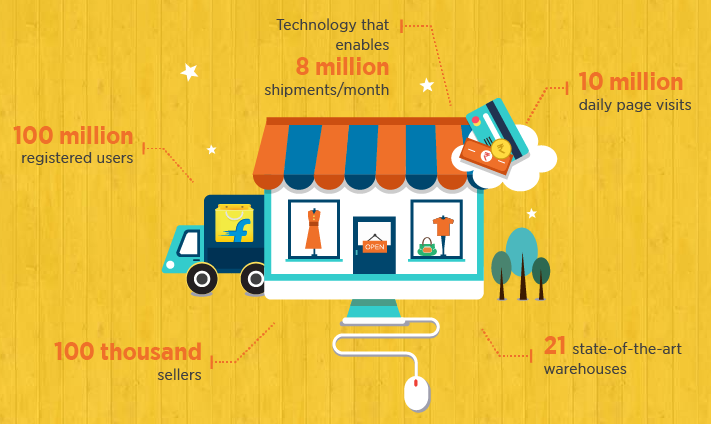 Technology that
enables
8 million
shipments/month
10 million
daily page visits
100 million
registered users
f
OPEN
100 thousand
sellers
21 state-of-the-art
warehouses